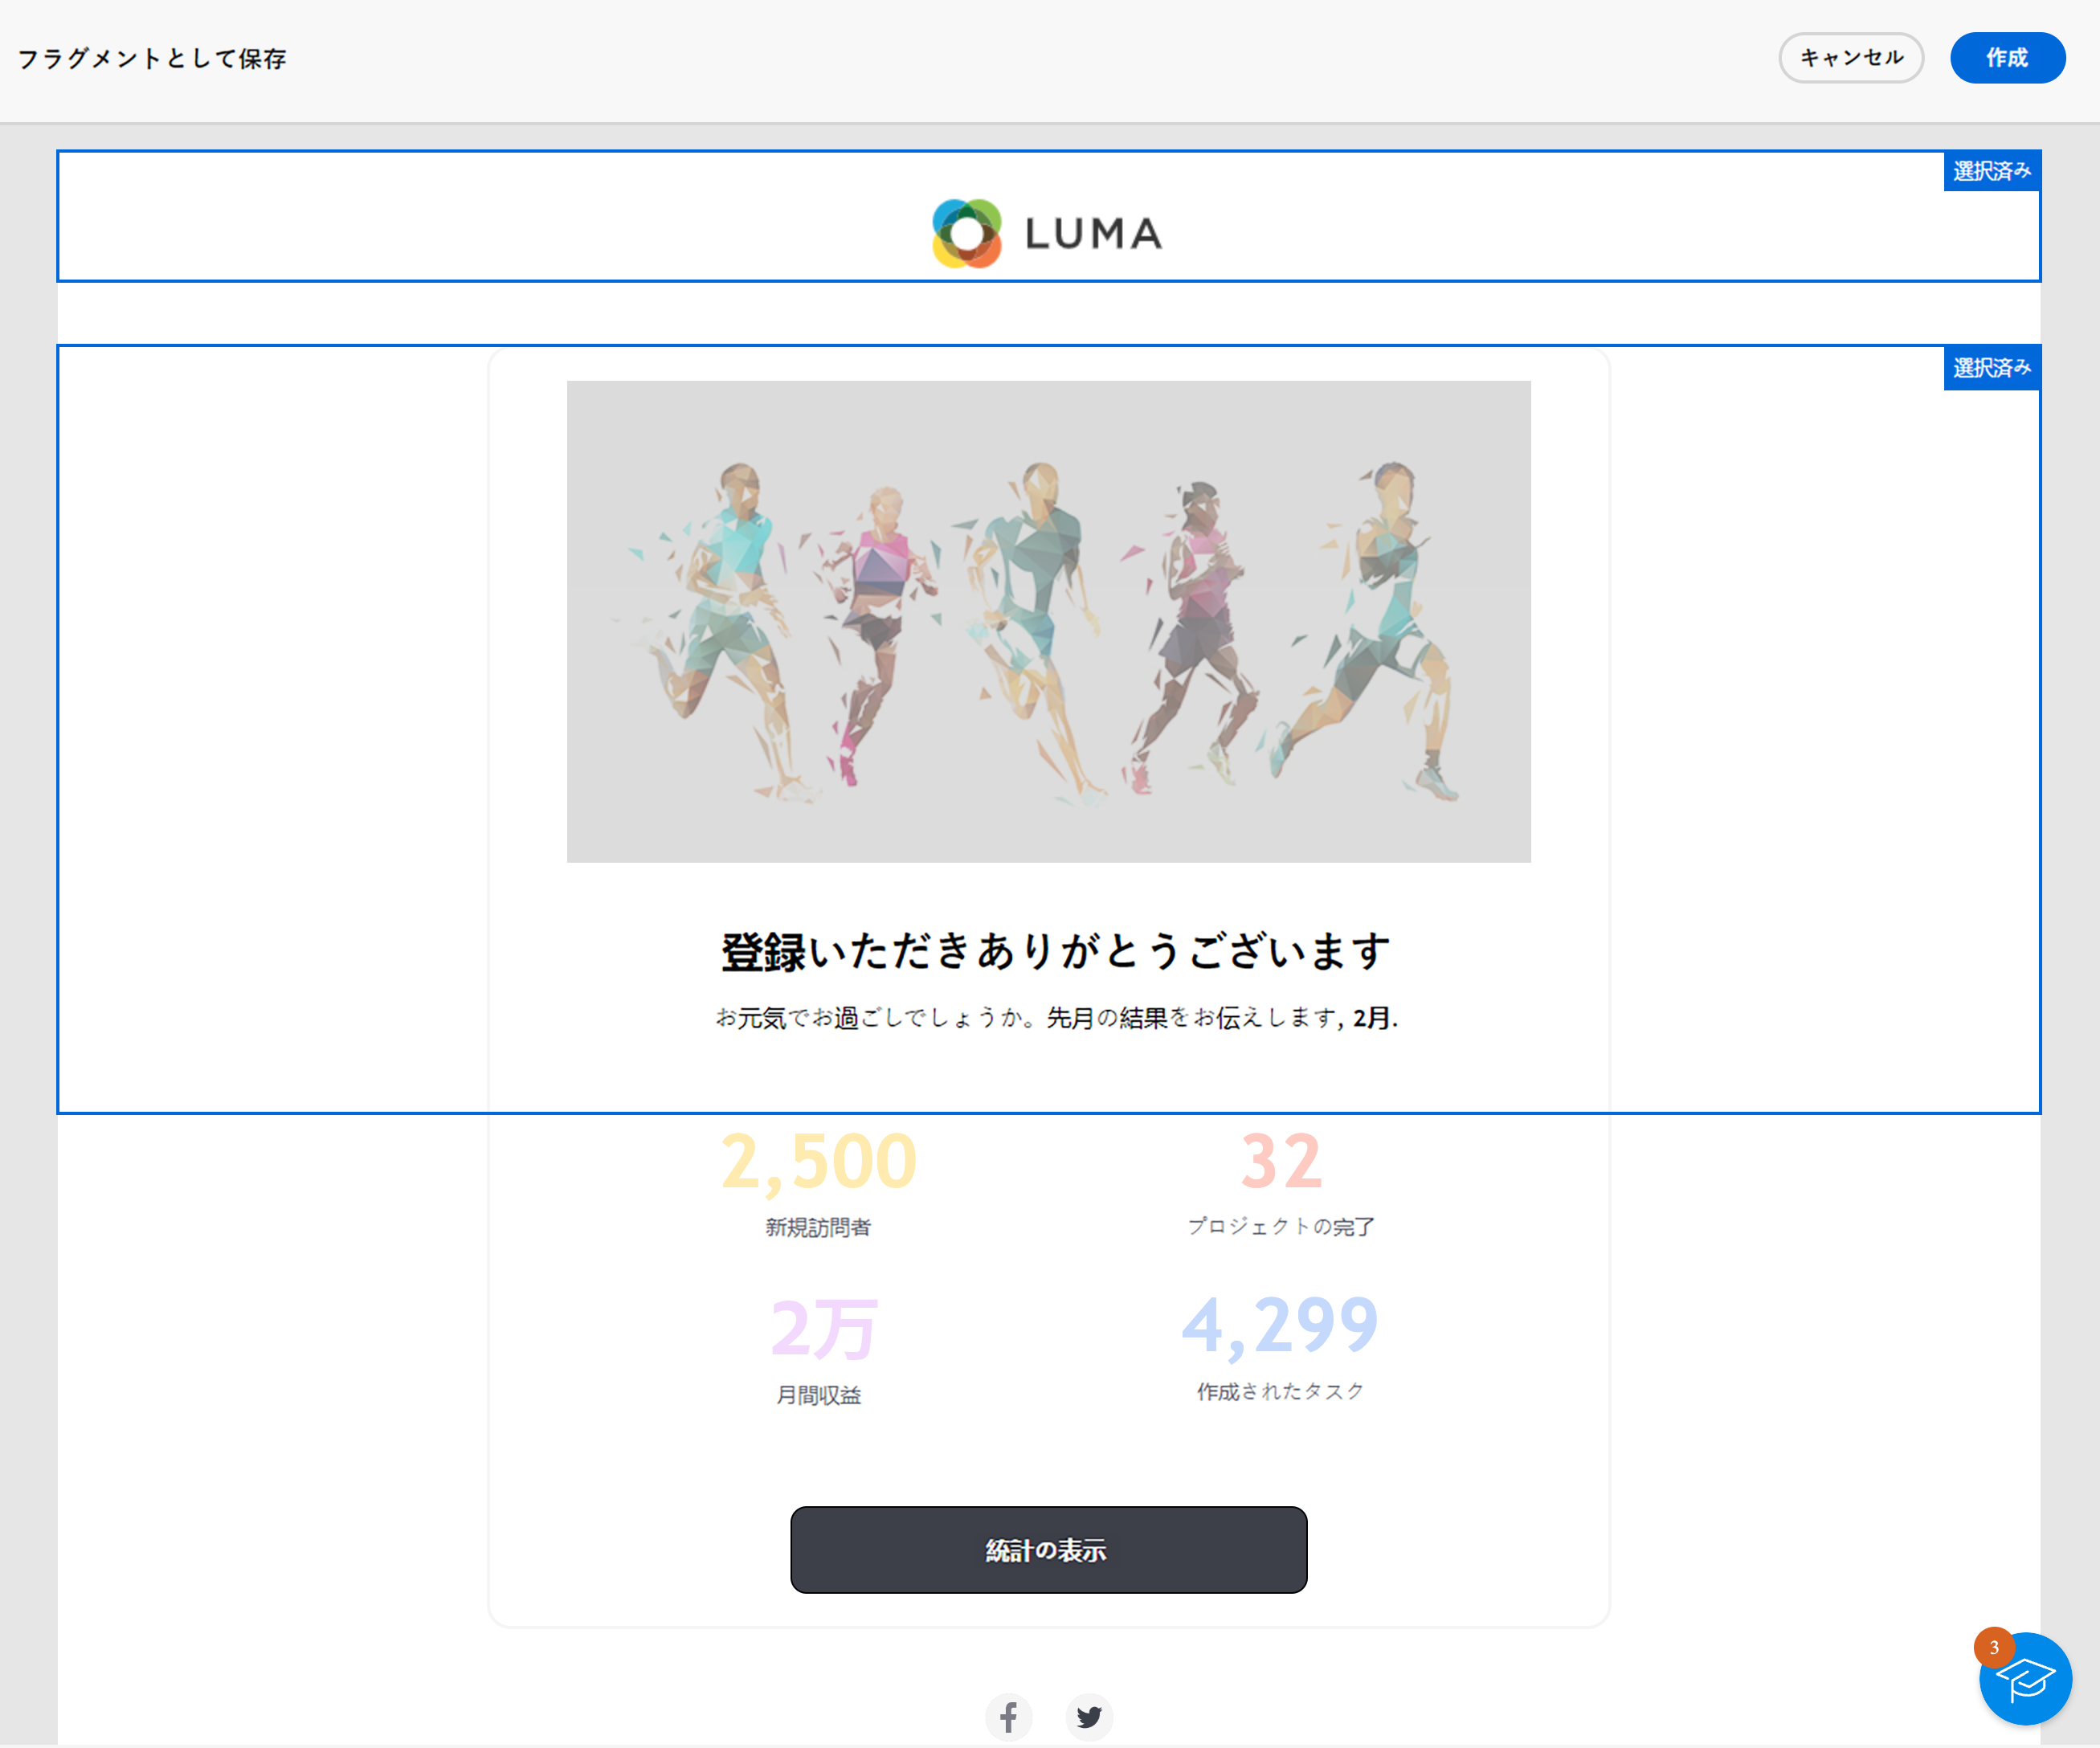 フラグメントとして保存
キャンセル
作成
選択済み
LUMA
選択済み
登録いただきありがとうございます
お元気でお過ごしでしょうか。先月の結果をお伝えします, 2月.
2,500
32
新規訪問者
プロジェクトの完了
2万
4,299
月間収益
作成されたタスク
統計の表示
3